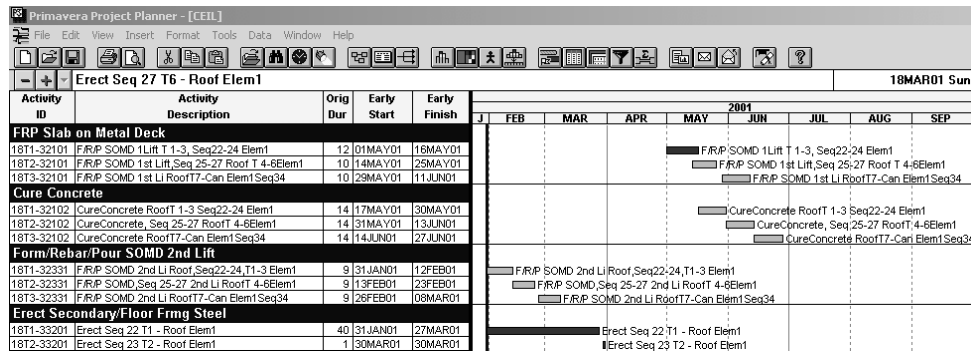 Primavera Project Planner - [CEIL]
File Edit View Insert Format Tools Data Window Help
Erect Seq 27 T6 - Roof Elem1 18MAR01 Sun
Activity Activity Orig Early Early
ID Description Dur Start Finish
2001
J FEB MAR APR MAY JUN JUL AUG SEP
FRP Slab on Metal Deck
18T1-32101 F/R/P SOMD 1Lift T 1-3, Seq22-24 Elem1 12 01MAY01 16MAY01 F/R/P SOMD 1Lift T 1-3, Seq22-24 Elem1
18T2-32101 F/R/P SOMD 1st Lift,Seq 25-27 Roof T 4-6Elem1 10 14MAY01 25MAY01 F/R/P SOMD 1st Lift,Seq 25-27 Roof T 4-6Elem1
18T3-32101 F/R/P SOMD 1st Li RoofT7-Can Elem1Seq34 10 29MAY01 11JUN01 F/R/P SOMD 1st Li RoofT7-Can Elem1Seq34
Cure Concrete
18T1-32102 CureConcrete RoofT 1-3 Seq22-24 Elem1 14 17MAY01 30MAY01 CureConcrete RoofT 1-3 Seq22-24 Elem1
18T2-32102 CureConcrete, Seq 25-27 RoofT 4-6Elem1 14 31MAY01 13JUN01 CureConcrete, Seq 25-27 RoofT 4-6Elem1
18T3-32102 CureConcrete RoofT7-Can Elem1Seq34 14 14JUN01 27JUN01 CureConcrete RoofT7-Can Elem1Seq34
Form/Rebar/Pour SOMD 2nd Lift
18T1-32331 F/R/P SOMD 2nd Li Roof,Seq22-24,T1-3 Elem1 9 31JAN01 12FEB01 F/R/P SOMD 2nd Li Roof,Seq22-24,T1-3 Elem1
18T2-32331 F/R/P SOMD,Seq 25-27 2nd Li RoofT 4-6Elem1 9 13FEB01 23FEB01 F/R/P SOMD,Seq 25-27 2nd Li RoofT 4-6Elem1
18T3-32331 F/R/P SOMD 2nd Li RoofT7-Can Elem1Seq34 9 26FEB01 08MAR01 F/R/P SOMD 2nd Li RoofT7-Can Elem1Seq34
Erect Secondary/Floor Frmg Steel
18T1-33201 Erect Seq 22 T1 - Roof Elem1 40 31JAN01 27MAR01 Erect Seq 22 T1 - Roof Elem1
18T2-33201 Erect Seq 23 T2 - Roof Elem1 1 30MAR01 30MAR01 Erect Seq 23 T2 - Roof Elem1